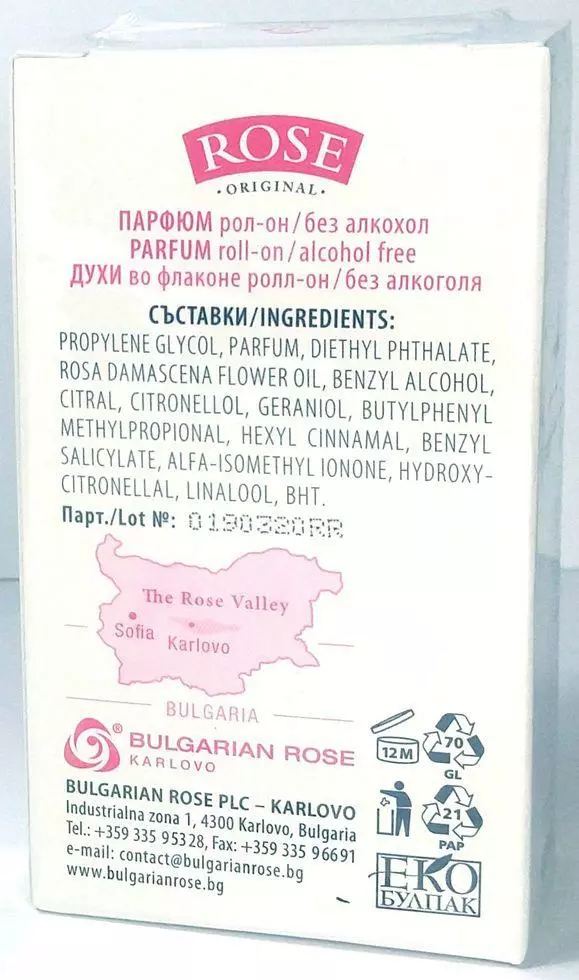 ROSE
·ORIGINAL·
ПАРФЮМ рол-он/без алкохол
PARFUM roll-on/alcohol free
ДУХИ во флаконе ролл-он/без алкоголя
СЪСТАВКИ/INGREDIENTS:
PROPYLENE GLYCOL, PARFUM, DIETHYL PHTHALATE,
ROSA DAMASCENA FLOWER OIL, BENZYL ALCOHOL,
CITRAL, CITRONELLOL, GERANIOL, BUTYLPHENYL
METHYLPROPIONAL, HEXYL CINNAMAL, BENZYL
SALICYLATE, ALFA-ISOMETHYL IONONE, HYDROXY-
CITRONELLAL, LINALOOL, BHT.
Парт./Lot №: 0190320RR
The Rose Valley
Sofia Karlovo
BULGARIA
BULGARIAN ROSE ®
KARLOVO
12 M
70
GL
BULGARIAN ROSE PLC – KARLOVO
Industrialna zona 1, 4300 Karlovo, Bulgaria
Tel.: +359 335 95328, Fax: +359 335 96691
e-mail: contact@bulgarianrose.bg
www.bulgarianrose.bg
21
PAP
ЕКО
БУЛПАК